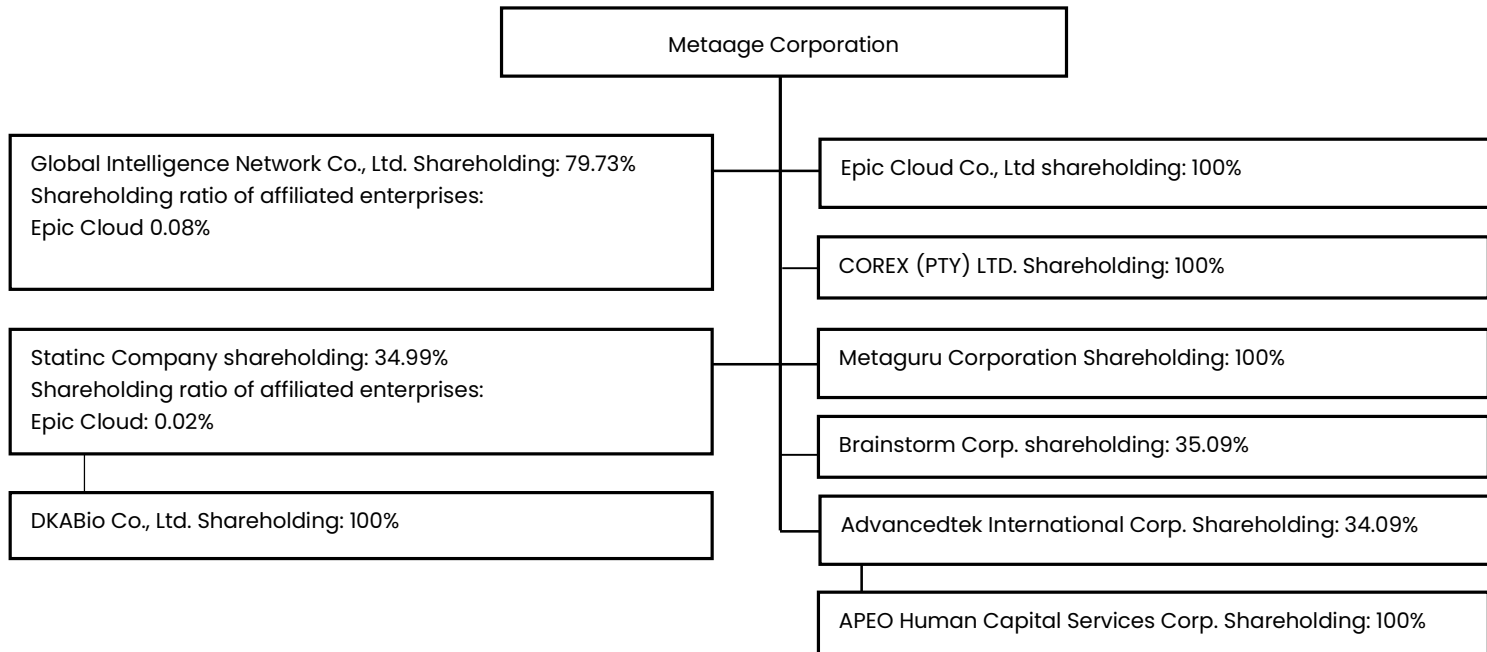 Metaage Corporation
Global Intelligence Network Co., Ltd. Shareholding: 79.73%
Shareholding ratio of affiliated enterprises:
Epic Cloud 0.08%
Epic Cloud Co., Ltd shareholding: 100%
COREX (PTY) LTD. Shareholding: 100%
Statinc Company shareholding: 34.99%
Shareholding ratio of affiliated enterprises:
Epic Cloud: 0.02%
Metaguru Corporation Shareholding: 100%
Brainstorm Corp. shareholding: 35.09%
DKABio Co., Ltd. Shareholding: 100%
Advancedtek International Corp. Shareholding: 34.09%
APEO Human Capital Services Corp. Shareholding: 100%